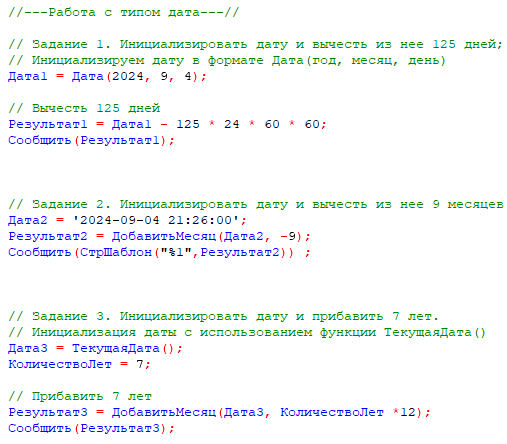 //---Работа с типом дата---//
// Задание 1. Инициализировать дату и вычесть из нее 125 дней;
// Инициализируем дату в формате Дата(год, месяц, день)
Дата1 = Дата(2024, 9, 4);
// Вычесть 125 дней
Результат1 = Дата1 - 125 * 24 * 60 * 60;
Сообщить(Результат1);
// Задание 2. Инициализировать дату и вычесть из нее 9 месяцев
Дата2 = '2024-09-04 21:26:00';
Результат2 = ДобавитьМесяц(Дата2, -9);
Сообщить(СтрШаблон("%1",Результат2)) ;
// Задание 3. Инициализировать дату и прибавить 7 лет.
// Инициализация даты с использованием функции ТекущаяДата()
Дата3 = ТекущаяДата();
КоличествоЛет = 7;
// Прибавить 7 лет
Результат3 = ДобавитьМесяц(Дата3, КоличествоЛет *12);
Сообщить(Результат3);